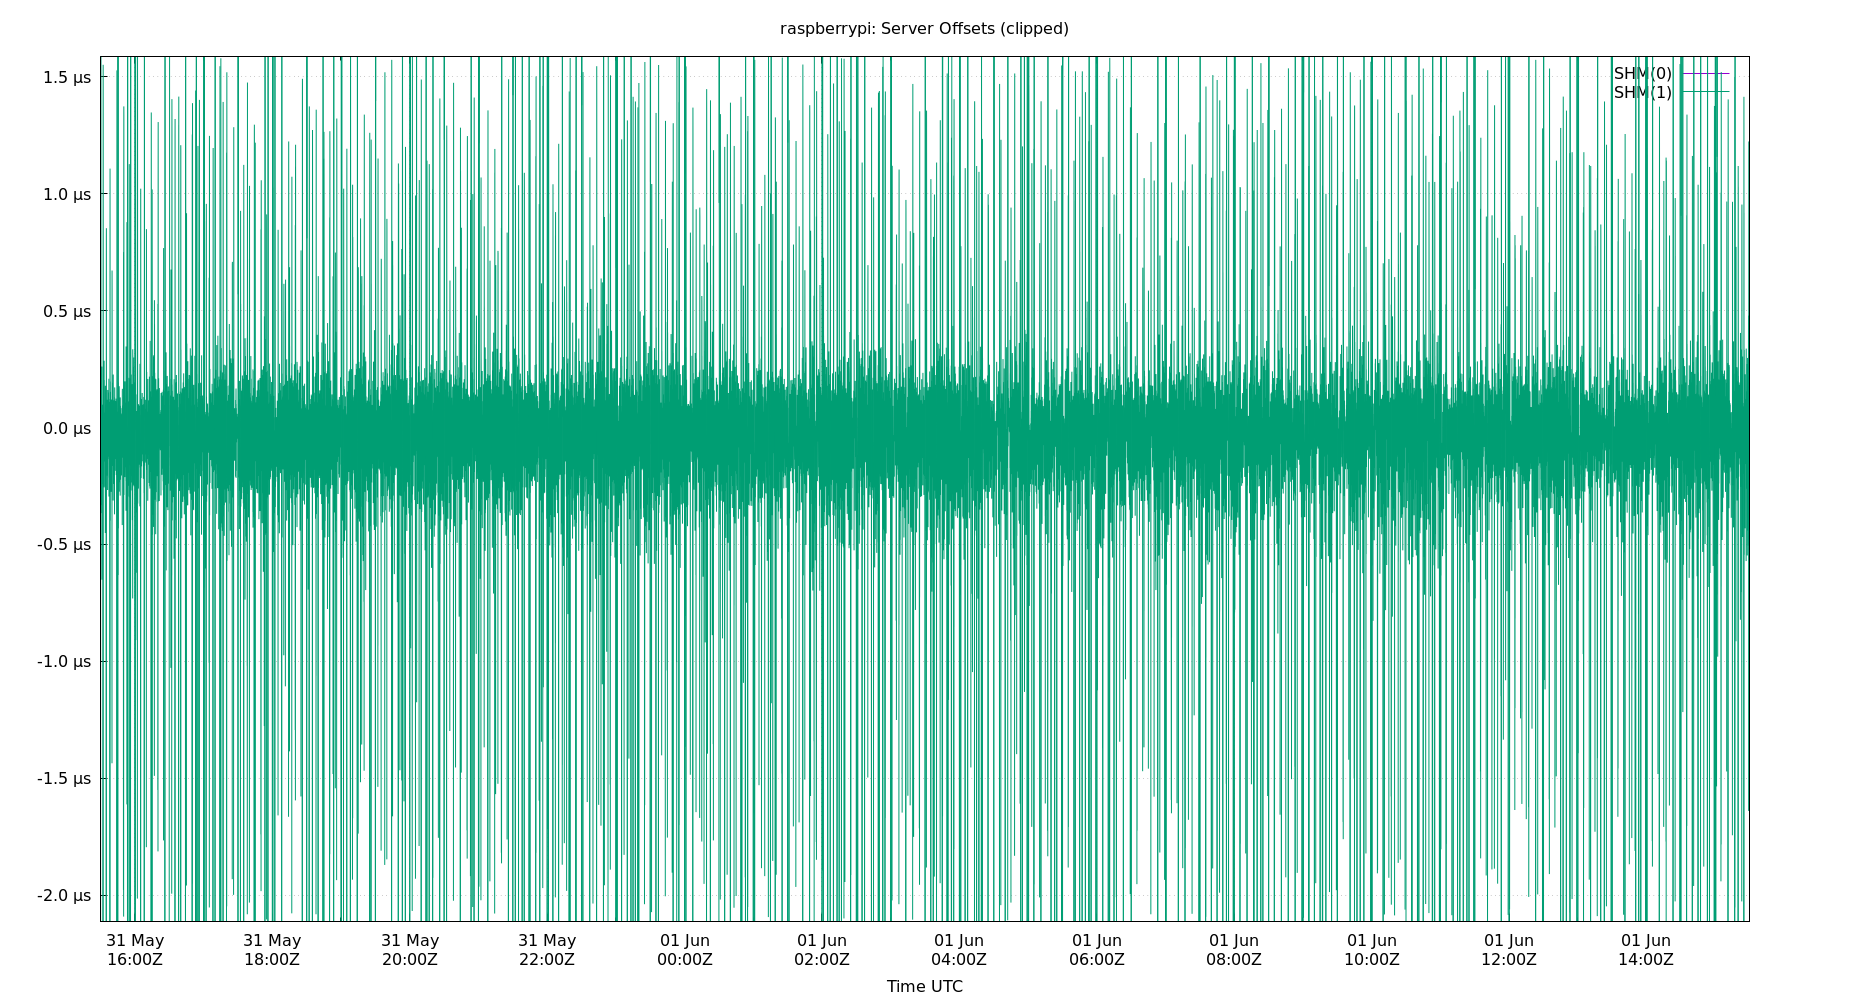 raspberrypi: Server Offsets (clipped)
SHM(0)
SHM(1)
1.5 µs
1.0 µs
0.5 µs
0.0 µs
-0.5 µs
-1.0 µs
-1.5 µs
-2.0 µs
31 May 31 May 31 May 31 May 01 Jun 01 Jun 01 Jun 01 Jun 01 Jun 01 Jun 01 Jun 01 Jun
16:00Z 18:00Z 20:00Z 22:00Z 00:00Z 02:00Z 04:00Z 06:00Z 08:00Z 10:00Z 12:00Z 14:00Z
Time UTC